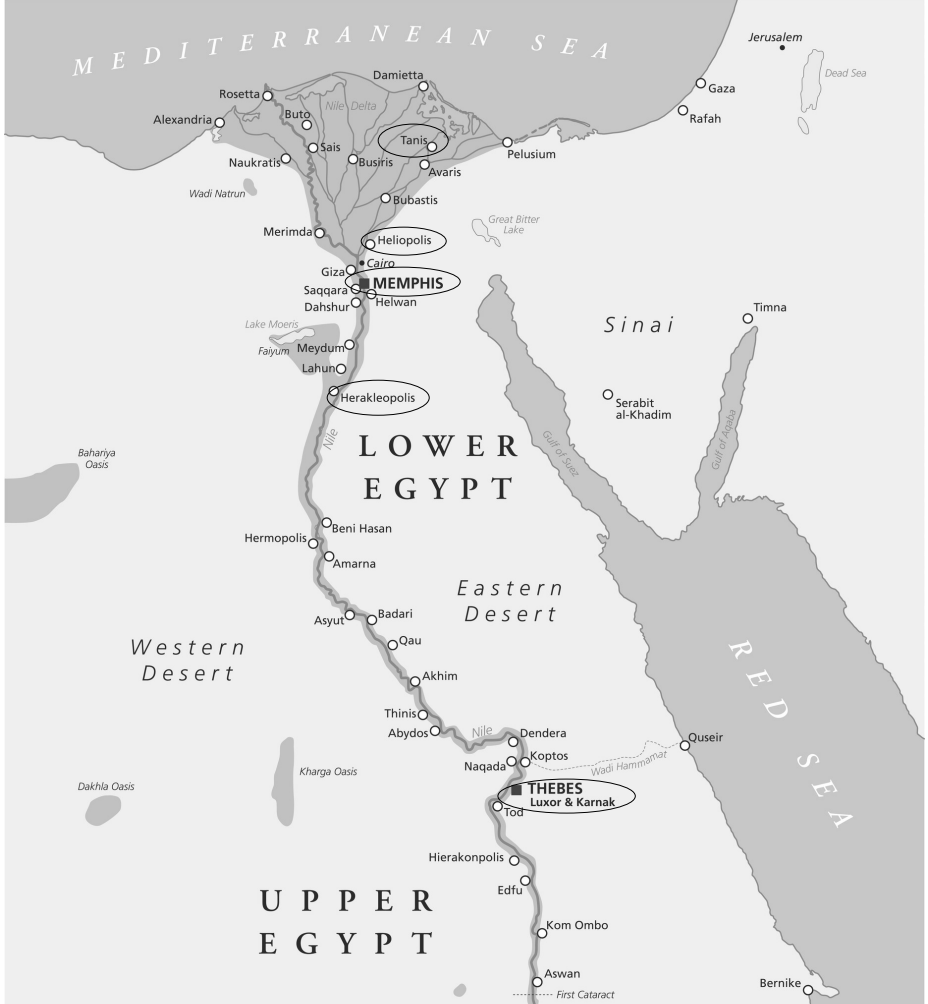 MEDITERRANEAN SEA
Jerusalem
Dead Sea
Damietta
Gaza
Rosetta
Nile Delta
Rafah
Alexandria
Buto
Tanis
Sais
Pelusium
Naukratis
Busiris
Avaris
Wadi Natrun
Bubastis
Great Bitter
Lake
Merimda
Heliopolis
Cairo
Giza
MEMPHIS
Saqqara
Helwan
Dahshur
Timna
Sinai
Lake Moeris
Faiyum
Meydum
Lahun
Herakleopolis
Serabit
al-Khadim
Nile
LOWER
EGYPT
Gulf of Suez
Gulf of Aqaba
Bahariya
Oasis
Beni Hasan
Hermopolis
Amarna
Eastern
Desert
Asyut
Badari
Qau
Western
Desert
Akhim
RED SEA
Thinis
Abydos
Nile
Dendera
Quseir
Naqada
Koptos
Wadi Hammamat
Kharga Oasis
Dakhla Oasis
THEBES
Luxor & Karnak
Tod
Hierakonpolis
Edfu
UPPER
EGYPT
Kom Ombo
Aswan
First Cataract
Bernike